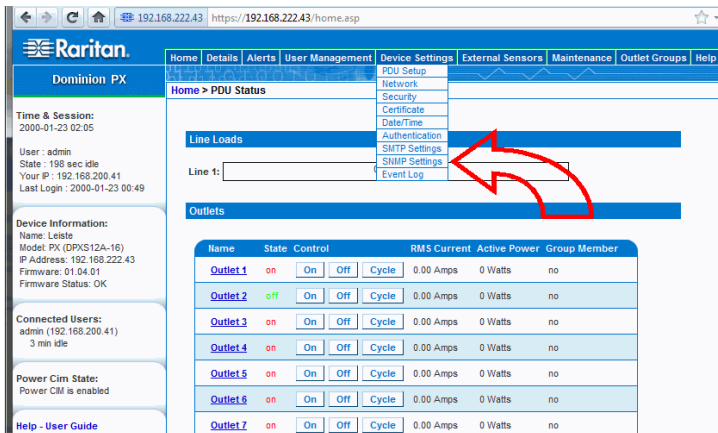 192.168.222.43 https://192.168.222.43/home.asp
Raritan.
Dominion PX
Home Details Alerts User Management Device Settings External Sensors Maintenance Outlet Groups Help
PDU Setup
Network
Security
Certificate
Date/Time
Authentication
SMTP Settings
SNMP Settings
Event Log
Home > PDU Status
Time & Session:
2000-01-23 02:05
User : admin
State : 198 sec idle
Your IP : 192.168.200.41
Last Login : 2000-01-23 00:49
Device Information:
Name: Leiste
Model: PX (DPXS12A-16)
IP Address: 192.168.222.43
Firmware: 01.04.01
Firmware Status: OK
Connected Users:
admin (192.168.200.41)
3 min idle
Power Cim State:
Power CIM is enabled
Help - User Guide
Line Loads
Line 1:
Outlets
Name State Control RMS Current Active Power Group Member
Outlet 1 on On Off Cycle 0.00 Amps 0 Watts no
Outlet 2 off On Off Cycle 0.00 Amps 0 Watts no
Outlet 3 on On Off Cycle 0.00 Amps 0 Watts no
Outlet 4 on On Off Cycle 0.00 Amps 0 Watts no
Outlet 5 on On Off Cycle 0.00 Amps 0 Watts no
Outlet 6 on On Off Cycle 0.00 Amps 0 Watts no
Outlet 7 on On Off Cycle 0.00 Amps 0 Watts no